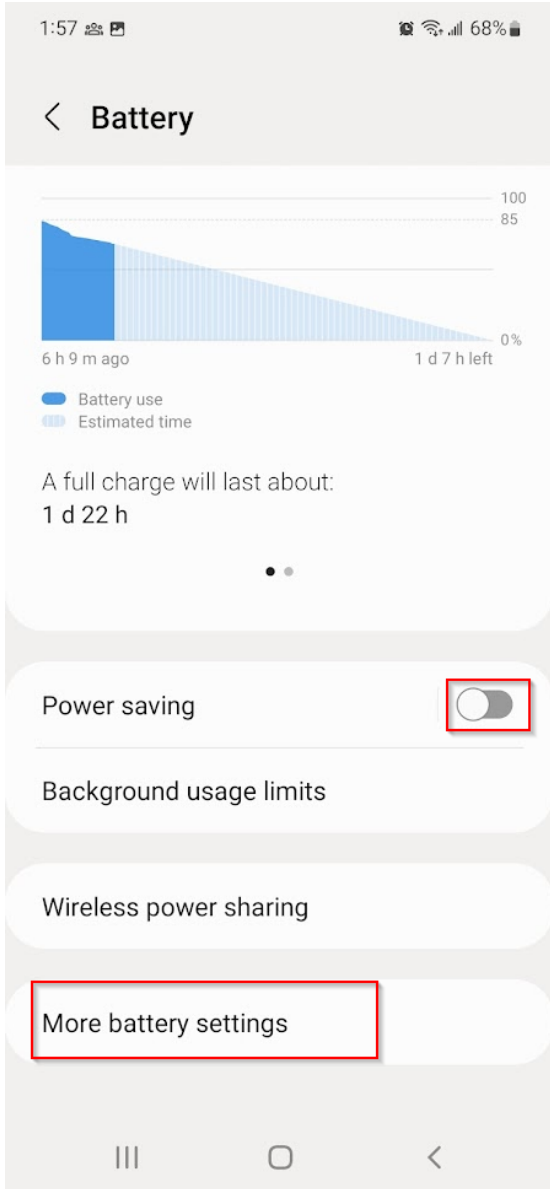 1:57 68%
Battery
100
85
0%
6 h 9 m ago 1 d 7 h left
Battery use
Estimated time
A full charge will last about:
1 d 22 h
Power saving
Background usage limits
Wireless power sharing
More battery settings